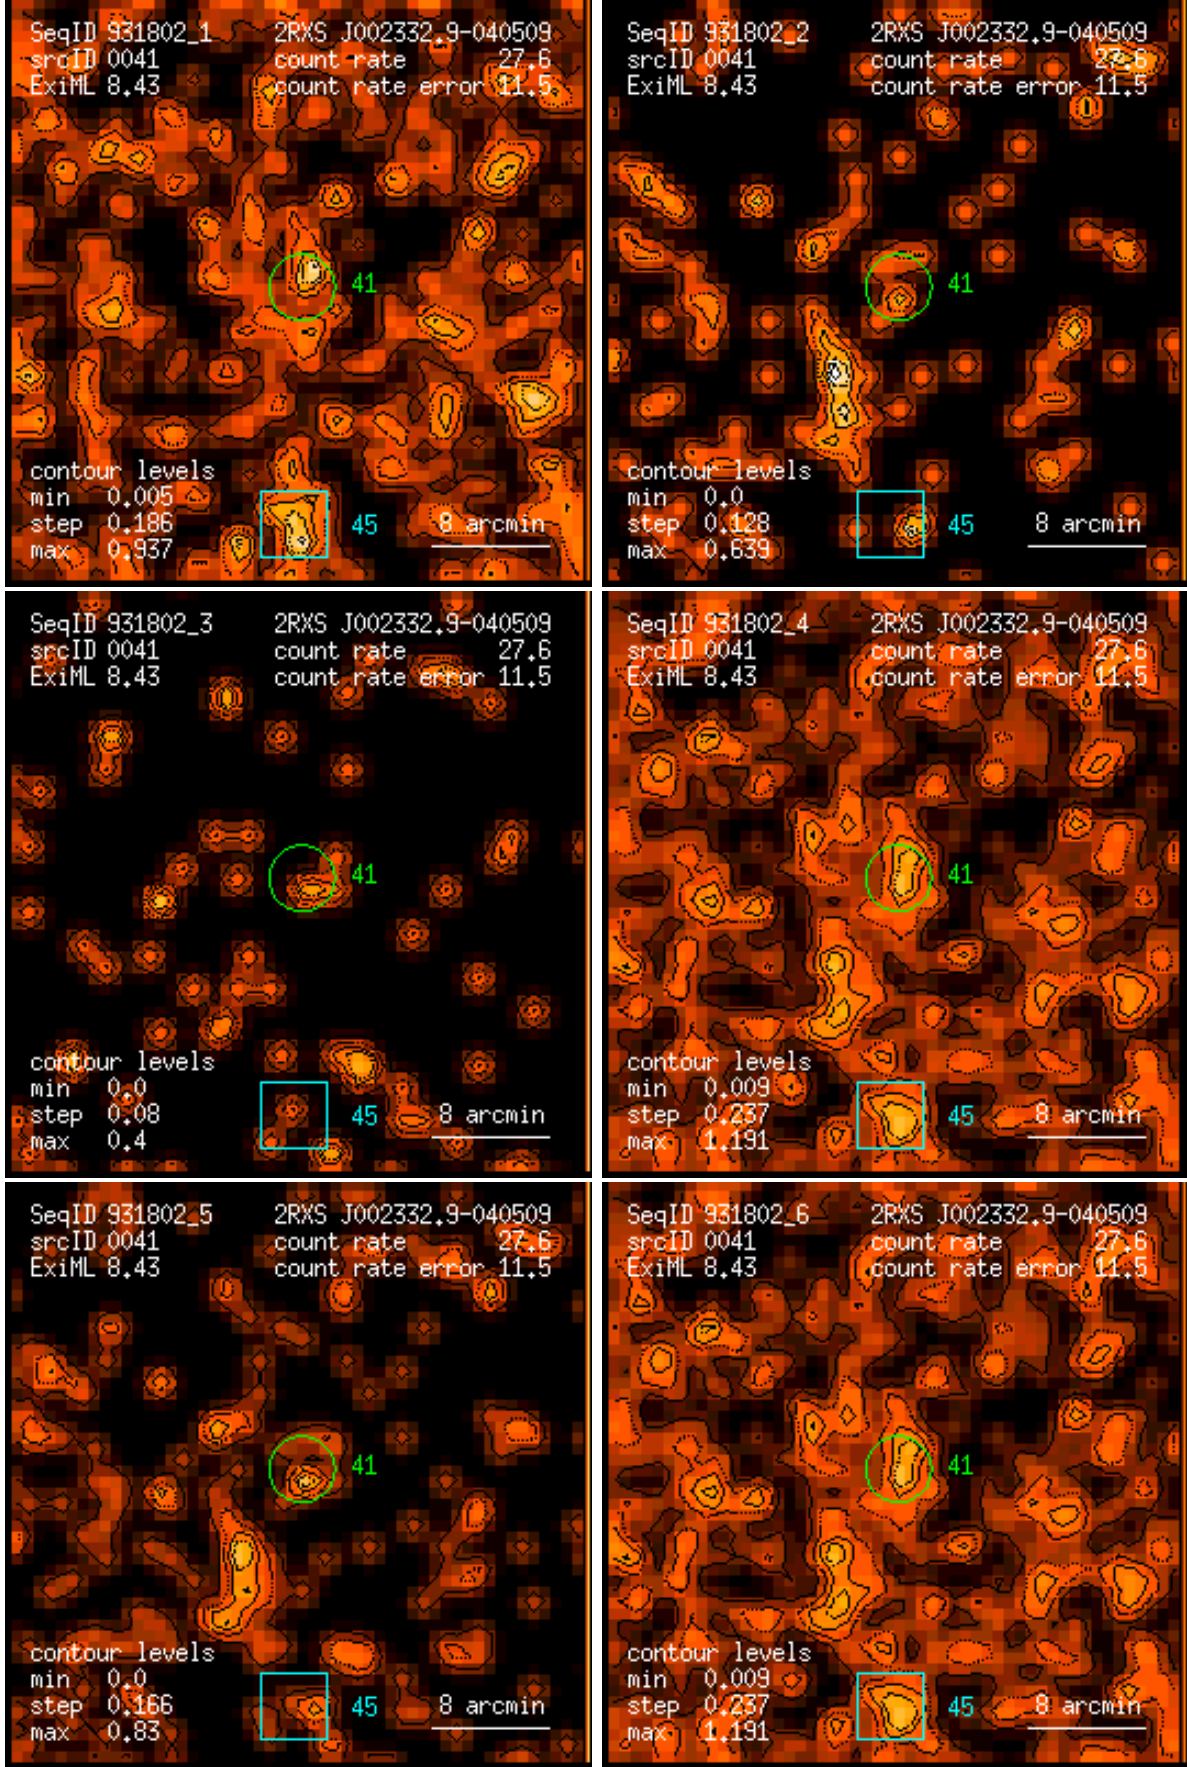 SeqID 931802_1 2RXS J002332.9-040509
srcID 0041 count rate 27.6
ExiML 8.43 count rate error 11.5
41
contour levels
min 0.005
step 0.186 45 8 arcmin
max 0.937
SeqID 931802_2 2RXS J002332.9-040509
srcID 0041 count rate 27.6
ExiML 8.43 count rate error 11.5
41
contour levels
min 0.0
step 0.128 45 8 arcmin
max 0.639
SeqID 931802_3 2RXS J002332.9-040509
srcID 0041 count rate 27.6
ExiML 8.43 count rate error 11.5
41
contour levels
min 0.0
step 0.08 45 8 arcmin
max 0.4
SeqID 931802_4 2RXS J002332.9-040509
srcID 0041 count rate 27.6
ExiML 8.43 count rate error 11.5
41
contour levels
min 0.009
step 0.237 45 8 arcmin
max 1.191
SeqID 931802_5 2RXS J002332.9-040509
srcID 0041 count rate 27.6
ExiML 8.43 count rate error 11.5
41
contour levels
min 0.0
step 0.166 45 8 arcmin
max 0.83
SeqID 931802_6 2RXS J002332.9-040509
srcID 0041 count rate 27.6
ExiML 8.43 count rate error 11.5
41
contour levels
min 0.009
step 0.237 45 8 arcmin
max 1.191